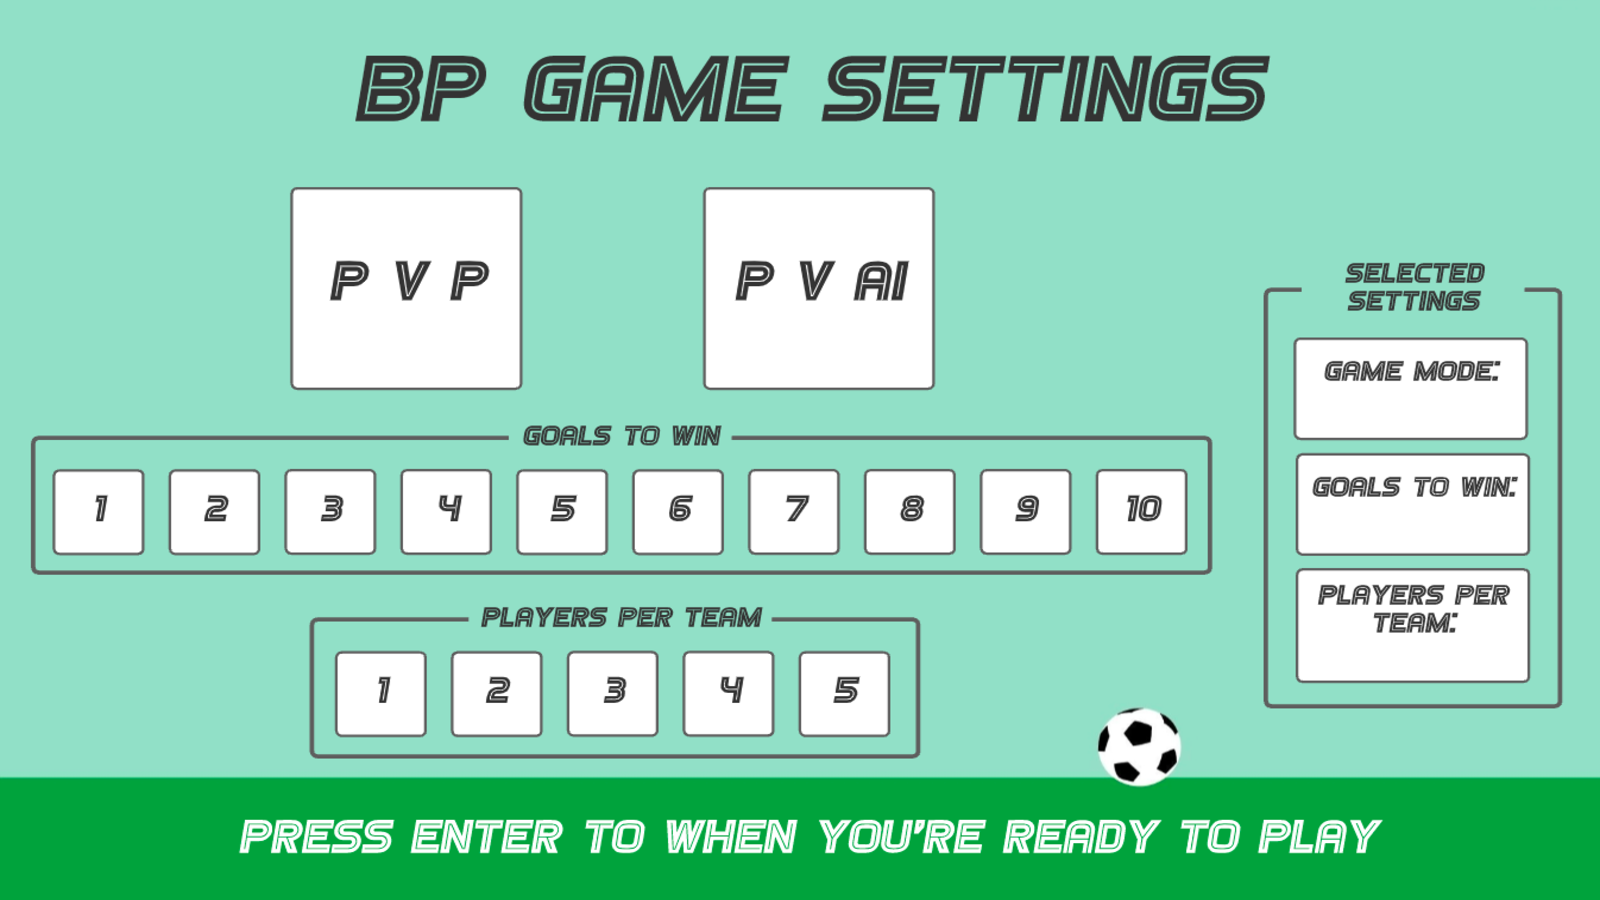 BP GAME SETTINGS
P V P
P V AI
SELECTED
SETTINGS
GAME MODE:
GOALS TO WIN:
PLAYERS PER
TEAM:
GOALS TO WIN
1 2 3 4 5 6 7 8 9 10
PLAYERS PER TEAM
1 2 3 4 5
PRESS ENTER TO WHEN YOU'RE READY TO PLAY